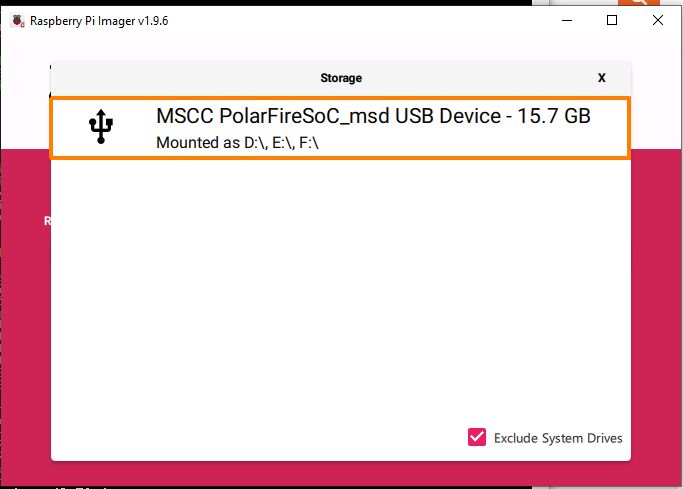 Raspberry Pi Imager v1.9.6
Storage
X
MSCC PolarFireSoC_msd USB Device - 15.7 GB
Mounted as D:\, E:\, F:\
R
Exclude System Drives